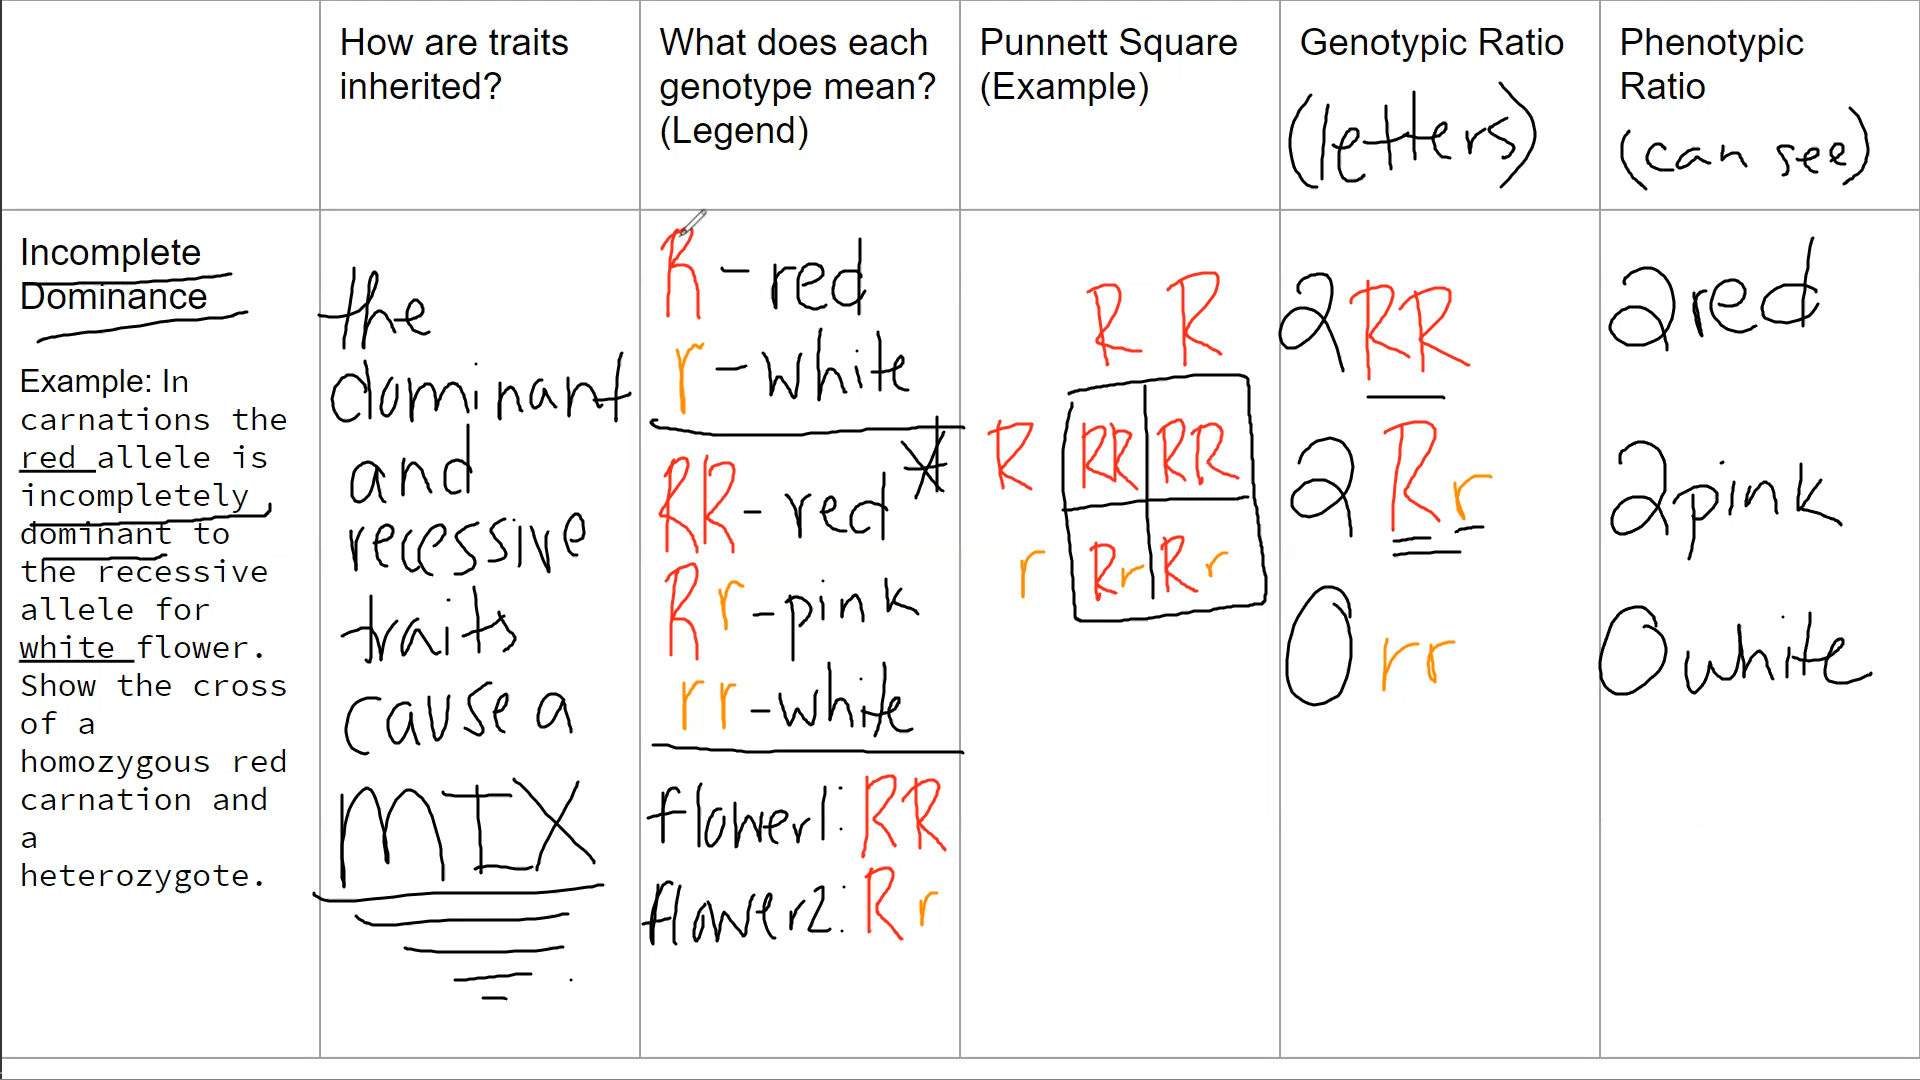 How are traits
inherited?
What does each
genotype mean?
(Legend)
Punnett Square
(Example)
Genotypic Ratio
(letters)
Phenotypic
Ratio
(can see)
Incomplete
Dominance
Example: In
carnations the
red allele is
incompletely
dominant to
the recessive
allele for
white flower.
Show the cross
of a
homozygous red
carnation and
a
heterozygote.
the
dominant
and
recessive
traits
cause a
MIX
R - red
r - white
RR - red
Rr - pink
rr - white
flower1: RR
flower2: Rr
R R
R RR RR
r Rr Rr
2 RR
2 Rr
0 rr
2 red
2 pink
0 white